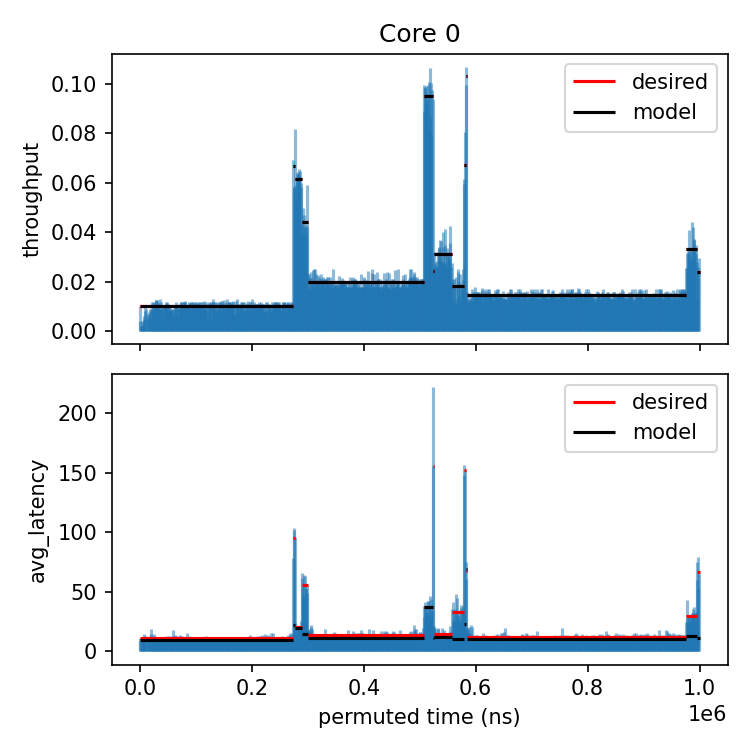 Core 0
throughput
0.10
0.08
0.06
0.04
0.02
0.00
desired
model
avg_latency
200
150
100
50
0
desired
model
0.0 0.2 0.4 0.6 0.8 1.0
1e6
permuted time (ns)